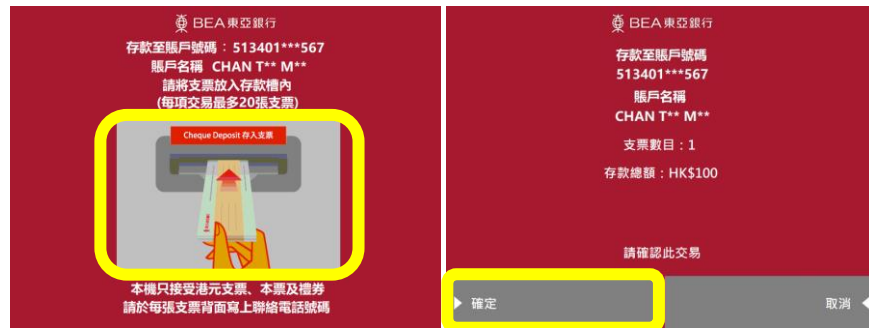 BEA東亞銀行
存款至賬戶號碼：513401***567
賬戶名稱 CHAN T** M**
請將支票放入存款槽內
(每項交易最多20張支票)
Cheque Deposit 存入支票
本機只接受港元支票、本票及禮券
請於每張支票背面寫上聯絡電話號碼
BEA東亞銀行
存款至賬戶號碼
513401***567
賬戶名稱
CHAN T** M**
支票數目：1
存款總額：HK$100
請確認此交易
確定
取消